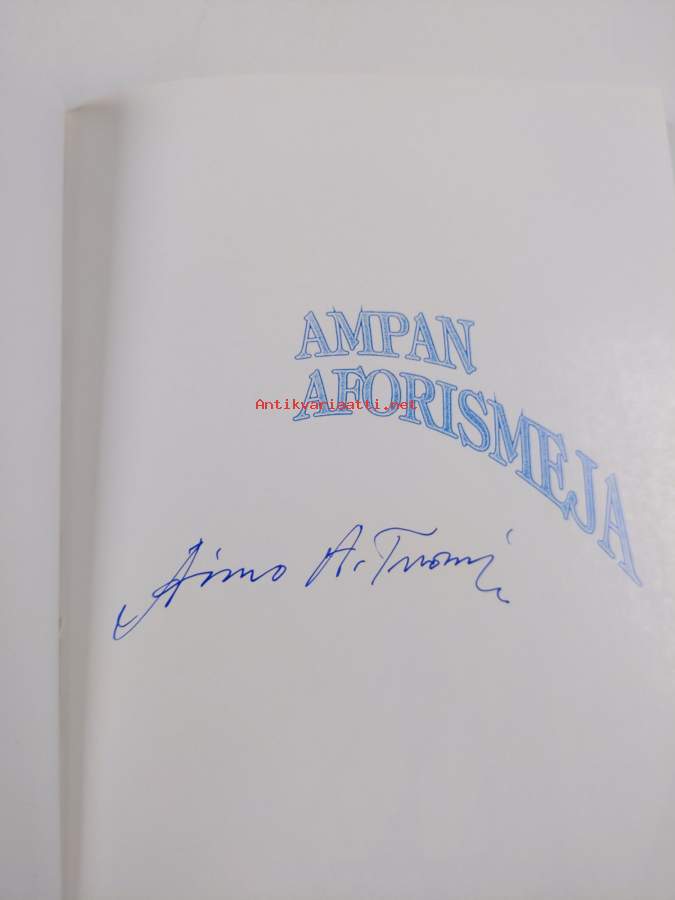 AMPAN
AFORISMEJA
Antikvariaatti.net
Aimo A. Tuomi